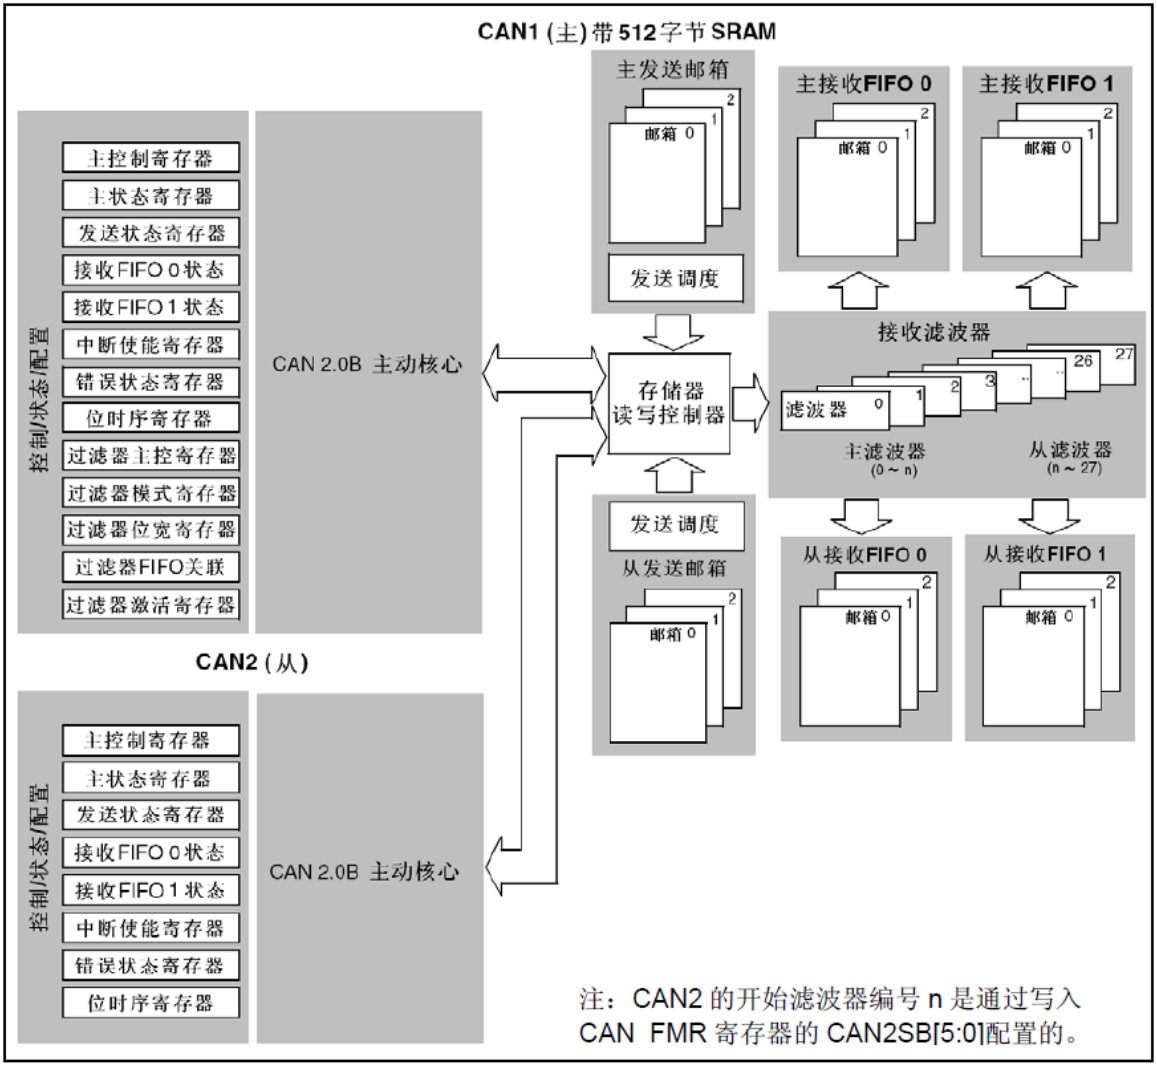 CAN1 (主) 带 512 字节 SRAM
控制/状态/配置
主控制寄存器
主状态寄存器
发送状态寄存器
接收FIFO 0状态
接收FIFO 1状态
中断使能寄存器
错误状态寄存器
位时序寄存器
过滤器主控寄存器
过滤器模式寄存器
过滤器位宽寄存器
过滤器FIFO关联
过滤器激活寄存器
CAN 2.0B 主动核心
主发送邮箱
2
1
邮箱 0
发送调度
主接收FIFO 0
2
1
邮箱 0
主接收FIFO 1
2
1
邮箱 0
存储器
读写控制器
接收滤波器
滤波器 0
1
2
3
..
..
26
27
主滤波器
(0 ~ n)
从滤波器
(n ~ 27)
发送调度
从发送邮箱
2
1
邮箱 0
从接收FIFO 0
2
1
邮箱 0
从接收FIFO 1
2
1
邮箱 0
CAN2 (从)
控制/状态/配置
主控制寄存器
主状态寄存器
发送状态寄存器
接收FIFO 0状态
接收FIFO 1状态
中断使能寄存器
错误状态寄存器
位时序寄存器
CAN 2.0B 主动核心
注：CAN2 的开始滤波器编号 n 是通过写入
CAN_FMR 寄存器的 CAN2SB[5:0]配置的。